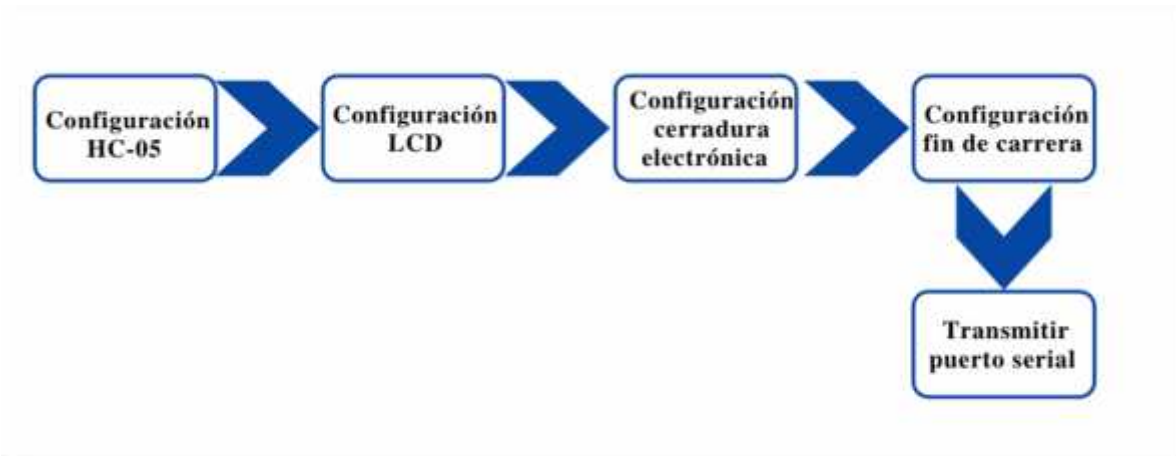 Configuración
HC-05
Configuración
LCD
Configuración
cerradura
electrónica
Configuración
fin de carrera
Transmitir
puerto serial